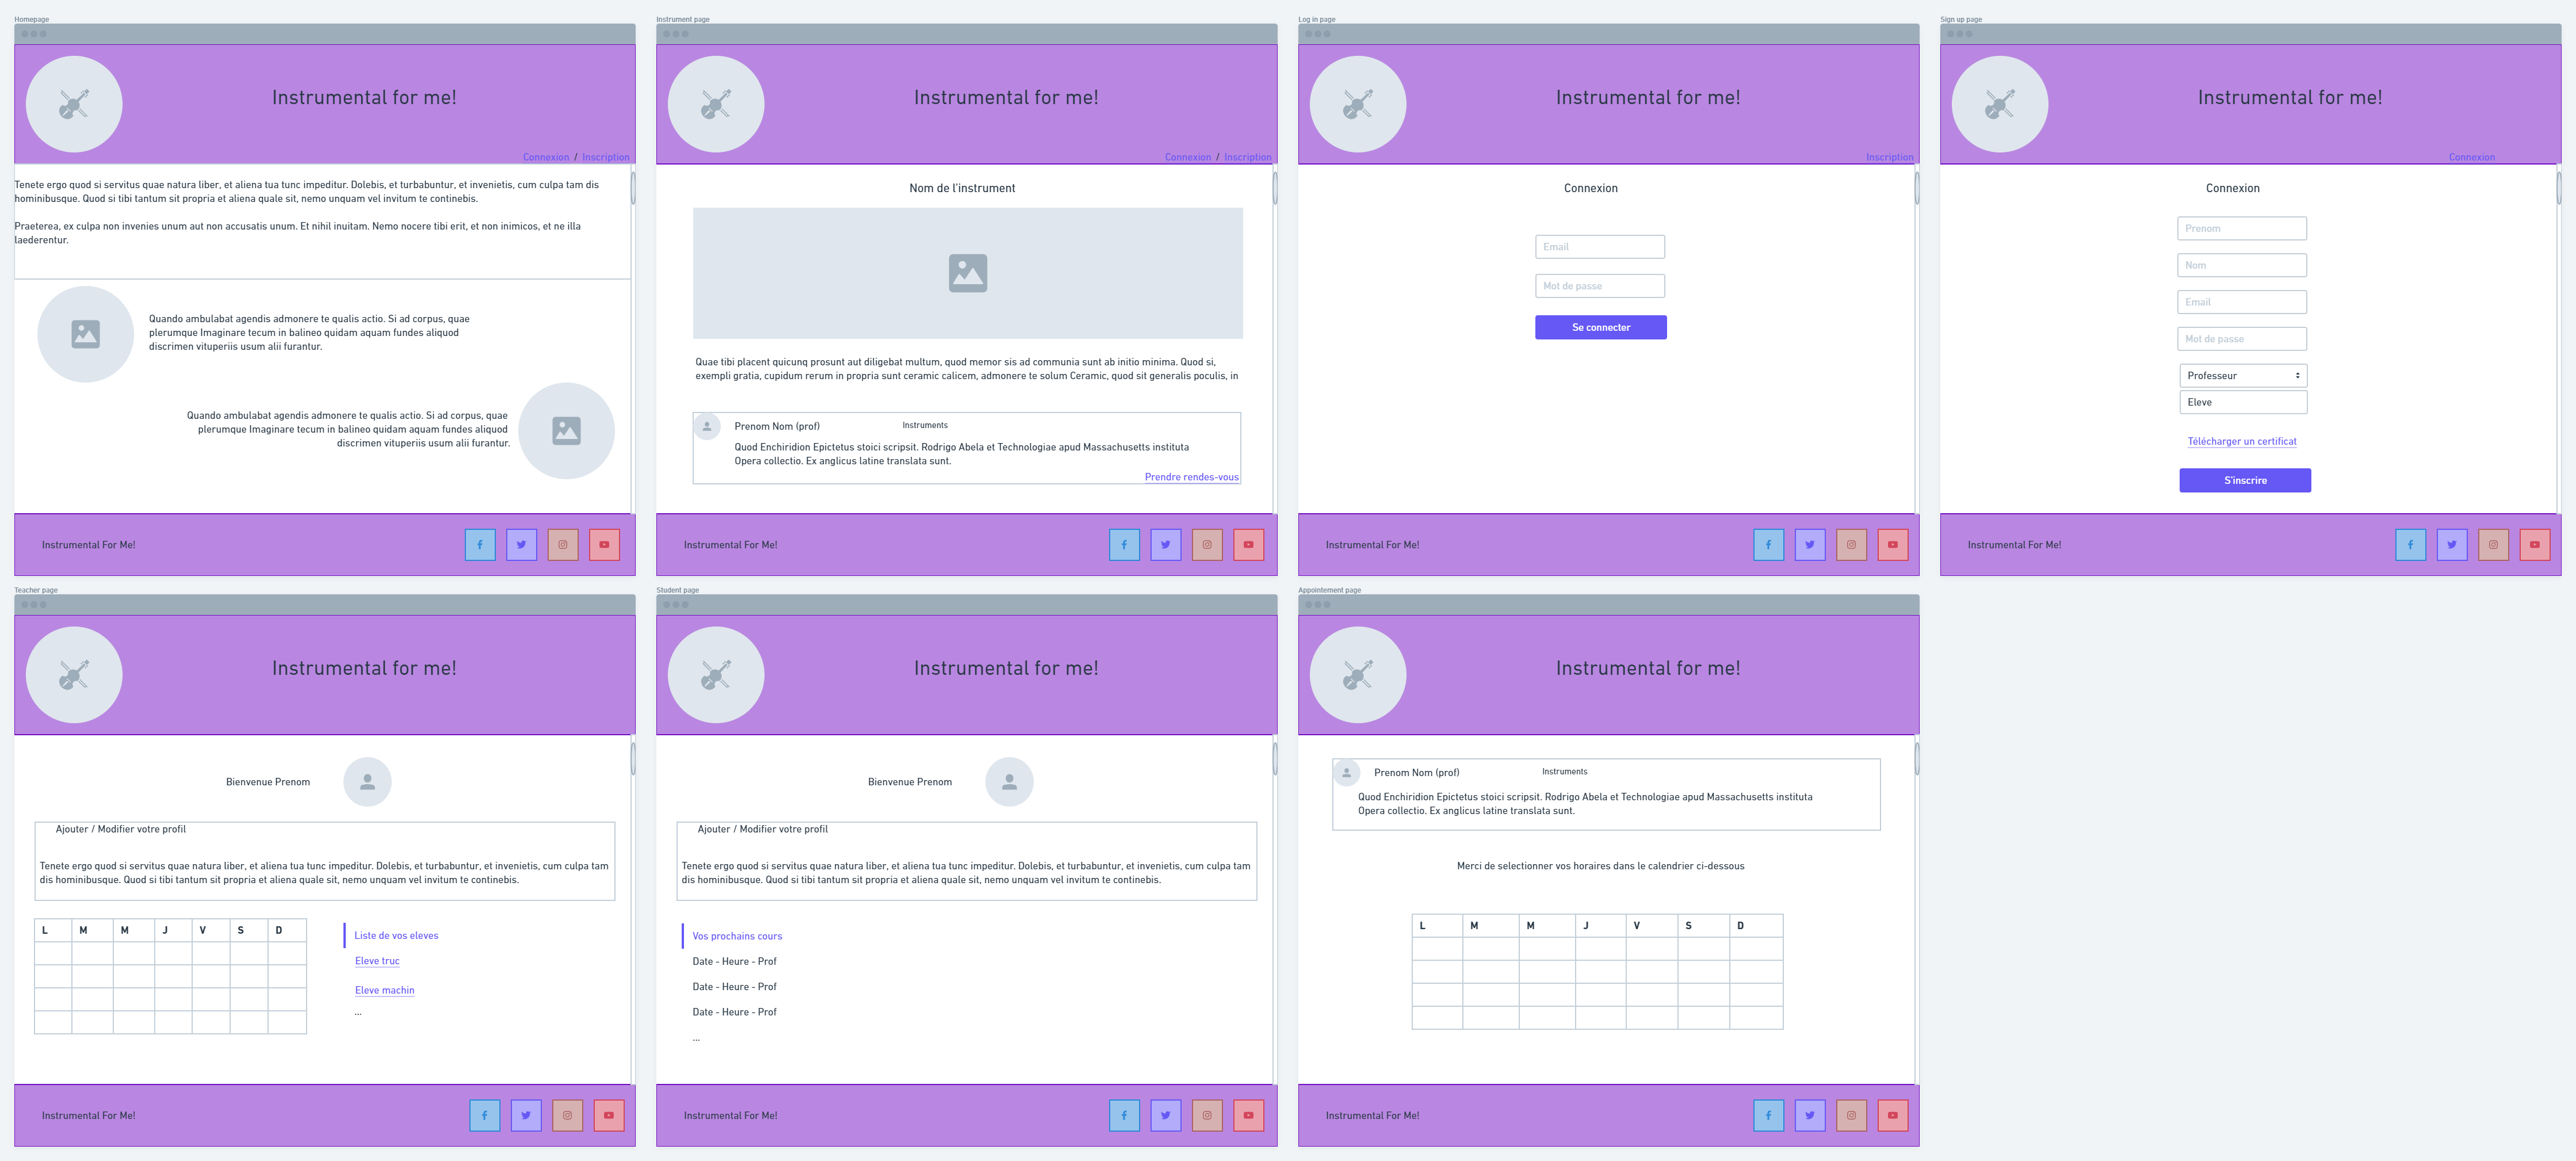 Homepage
Instrumental for me!
Connexion / Inscription
Tenete ergo quod si servitus quae natura liber, et aliena tua tunc impeditur. Dolebis, et turbabuntur, et invenietis, cum culpa tam dis
hominibusque. Quod si tibi tantum sit propria et aliena quale sit, nemo unquam vel invitum te continebis.
Praeterea, ex culpa non invenies unum aut non accusatis unum. Et nihil inuitam. Nemo nocere tibi erit, et non inimicos, et ne illa
laederentur.
Quando ambulabat agendis admonere te qualis actio. Si ad corpus, quae
plerumque Imaginare tecum in balineo quidam aquam fundes aliquod
discrimen vituperiis usum alii furantur.
Quando ambulabat agendis admonere te qualis actio. Si ad corpus, quae
plerumque Imaginare tecum in balineo quidam aquam fundes aliquod
discrimen vituperiis usum alii furantur.
Instrumental For Me!
Instrument page
Instrumental for me!
Connexion / Inscription
Nom de l'instrument
Quae tibi placent quicunq prosunt aut diligebat multum, quod memor sis ad communia sunt ab initio minima. Quod si,
exempli gratia, cupidum rerum in propria sunt ceramic calicem, admonere te solum Ceramic, quod sit generalis poculis, in
Prenom Nom (prof)
Instruments
Quod Enchiridion Epictetus stoici scripsit. Rodrigo Abela et Technologiae apud Massachusetts instituta
Opera collectio. Ex anglicus latine translata sunt.
Prendre rendes-vous
Instrumental For Me!
Log in page
Instrumental for me!
Inscription
Connexion
Email
Mot de passe
Se connecter
Instrumental For Me!
Sign up page
Instrumental for me!
Connexion
Connexion
Prenom
Nom
Email
Mot de passe
Professeur
Eleve
Télécharger un certificat
S'inscrire
Instrumental For Me!
Teacher page
Instrumental for me!
Bienvenue Prenom
Ajouter / Modifier votre profil
Tenete ergo quod si servitus quae natura liber, et aliena tua tunc impeditur. Dolebis, et turbabuntur, et invenietis, cum culpa tam
dis hominibusque. Quod si tibi tantum sit propria et aliena quale sit, nemo unquam vel invitum te continebis.
L M M J V S D
Liste de vos eleves
Eleve truc
Eleve machin
...
Instrumental For Me!
Student page
Instrumental for me!
Bienvenue Prenom
Ajouter / Modifier votre profil
Tenete ergo quod si servitus quae natura liber, et aliena tua tunc impeditur. Dolebis, et turbabuntur, et invenietis, cum culpa tam
dis hominibusque. Quod si tibi tantum sit propria et aliena quale sit, nemo unquam vel invitum te continebis.
Vos prochains cours
Date - Heure - Prof
Date - Heure - Prof
Date - Heure - Prof
...
Instrumental For Me!
Appointement page
Instrumental for me!
Prenom Nom (prof)
Instruments
Quod Enchiridion Epictetus stoici scripsit. Rodrigo Abela et Technologiae apud Massachusetts instituta
Opera collectio. Ex anglicus latine translata sunt.
Merci de selectionner vos horaires dans le calendrier ci-dessous
L M M J V S D
Instrumental For Me!